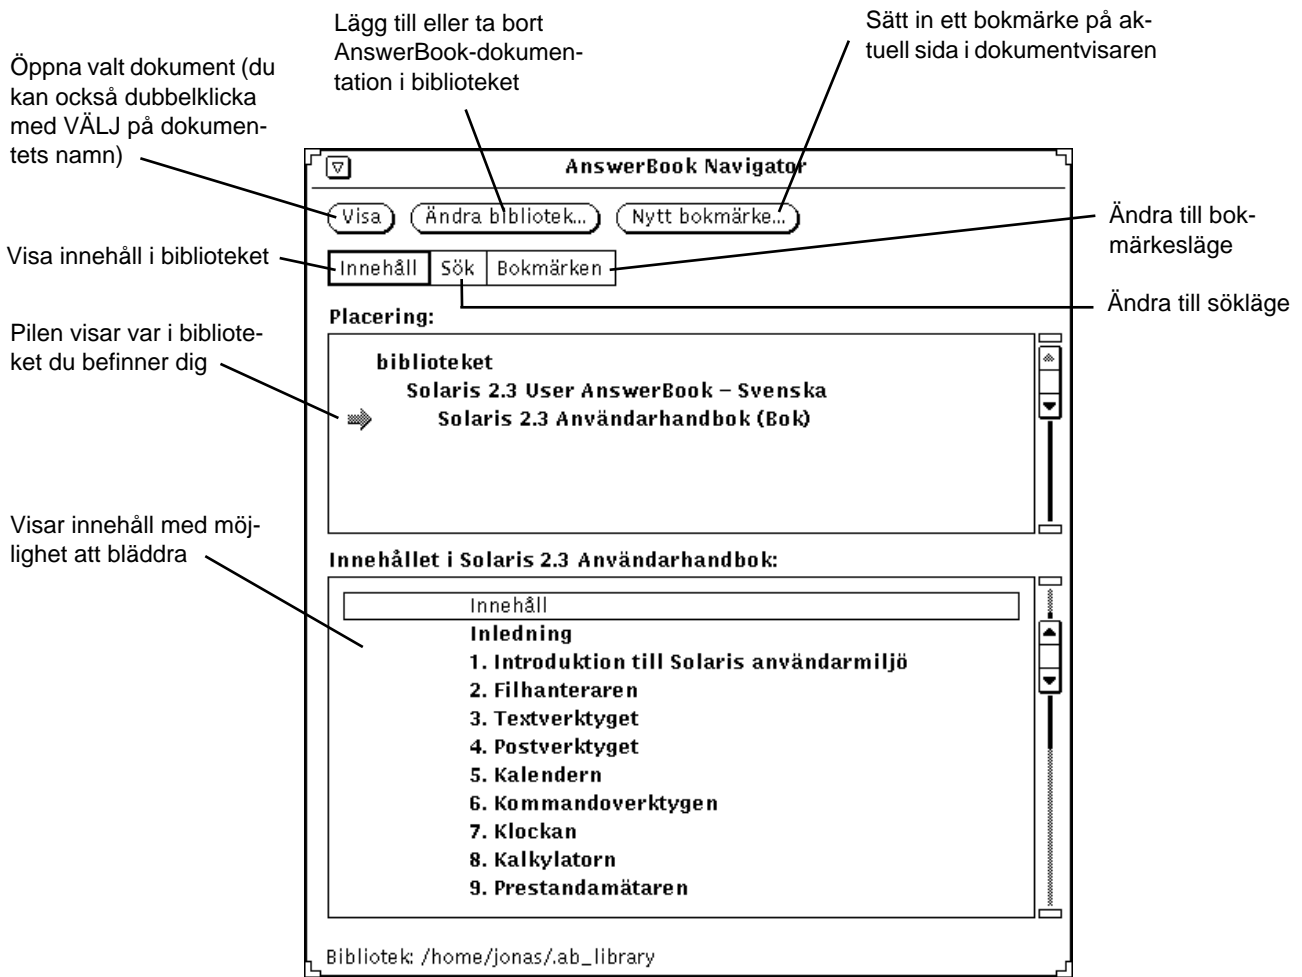 Lägg till eller ta bort
AnswerBook-dokumen-
tation i biblioteket
Sätt in ett bokmärke på ak-
tuell sida i dokumentvisaren
Öppna valt dokument (du
kan också dubbelklicka
med VÄLJ på dokumen-
tets namn)
AnswerBook Navigator
Visa
Ändra bibliotek...
Nytt bokmärke...
Ändra till bok-
märkesläge
Visa innehåll i biblioteket
Innehåll Sök Bokmärken
Ändra till sökläge
Placering:
Pilen visar var i bibliote-
ket du befinner dig
biblioteket
Solaris 2.3 User AnswerBook – Svenska
Solaris 2.3 Användarhandbok (Bok)
Visar innehåll med möj-
lighet att bläddra
Innehållet i Solaris 2.3 Användarhandbok:
Innehåll
Inledning
1. Introduktion till Solaris användarmiljö
2. Filhanteraren
3. Textverktyget
4. Postverktyget
5. Kalendern
6. Kommandoverktygen
7. Klockan
8. Kalkylatorn
9. Prestandamätaren
Bibliotek: /home/jonas/.ab_library